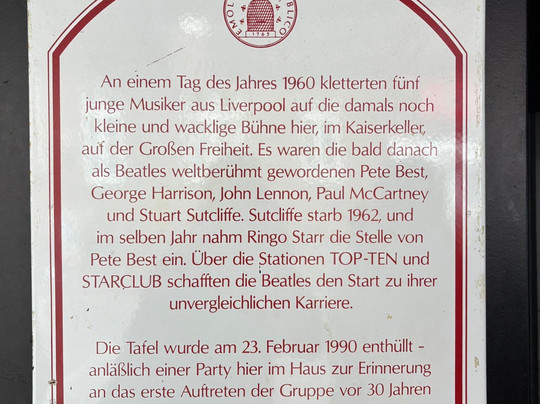 EMOL
BLICO
1765
An einem Tag des Jahres 1960 kletterten fünf
junge Musiker aus Liverpool auf die damals noch
kleine und wacklige Bühne hier, im Kaiserkeller,
auf der Großen Freiheit. Es waren die bald danach
als Beatles weltberühmt gewordenen Pete Best,
George Harrison, John Lennon, Paul McCartney
und Stuart Sutcliffe. Sutcliffe starb 1962, und
im selben Jahr nahm Ringo Starr die Stelle von
Pete Best ein. Über die Stationen TOP-TEN und
STARCLUB schafften die Beatles den Start zu ihrer
unvergleichlichen Karriere.
Die Tafel wurde am 23. Februar 1990 enthüllt -
anläßlich einer Party hier im Haus zur Erinnerung
an das erste Auftreten der Gruppe vor 30 Jahren